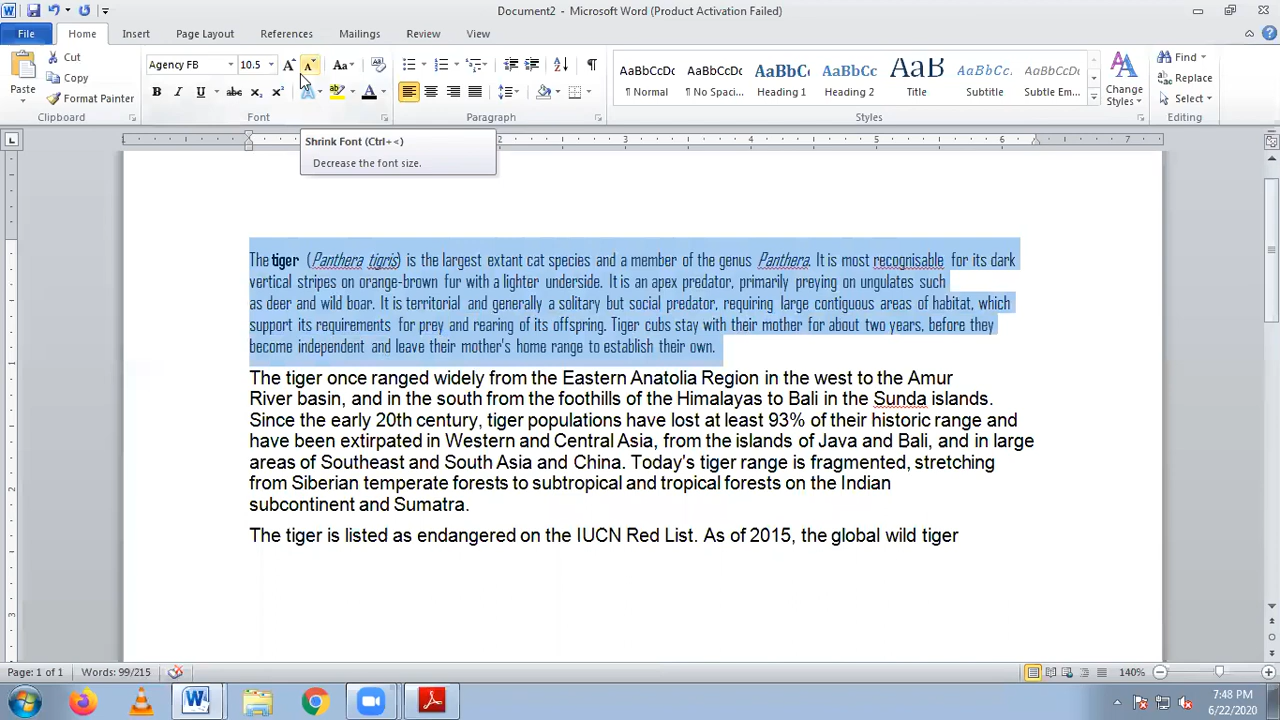 Document2 - Microsoft Word (Product Activation Failed)
File Home Insert Page Layout References Mailings Review View
Paste
Cut
Copy
Format Painter
Clipboard
Agency FB 10.5
Font
Paragraph
AaBbCcDc AaBbCcDc AaBbCc AaBbCc AaB AaBbCc. AaBbCcDc
¶ Normal ¶ No Spaci... Heading 1 Heading 2 Title Subtitle Subtle Em...
Styles
Change Styles
Find
Replace
Select
Editing
Shrink Font (Ctrl+<)
Decrease the font size.
The tiger (Panthera tigris) is the largest extant cat species and a member of the genus Panthera. It is most recognisable for its dark
vertical stripes on orange-brown fur with a lighter underside. It is an apex predator, primarily preying on ungulates such
as deer and wild boar. It is territorial and generally a solitary but social predator, requiring large contiguous areas of habitat, which
support its requirements for prey and rearing of its offspring. Tiger cubs stay with their mother for about two years, before they
become independent and leave their mother's home range to establish their own.
The tiger once ranged widely from the Eastern Anatolia Region in the west to the Amur
River basin, and in the south from the foothills of the Himalayas to Bali in the Sunda islands.
Since the early 20th century, tiger populations have lost at least 93% of their historic range and
have been extirpated in Western and Central Asia, from the islands of Java and Bali, and in large
areas of Southeast and South Asia and China. Today's tiger range is fragmented, stretching
from Siberian temperate forests to subtropical and tropical forests on the Indian
subcontinent and Sumatra.
The tiger is listed as endangered on the IUCN Red List. As of 2015, the global wild tiger
Page: 1 of 1 Words: 99/215 140%
7:48 PM
6/22/2020